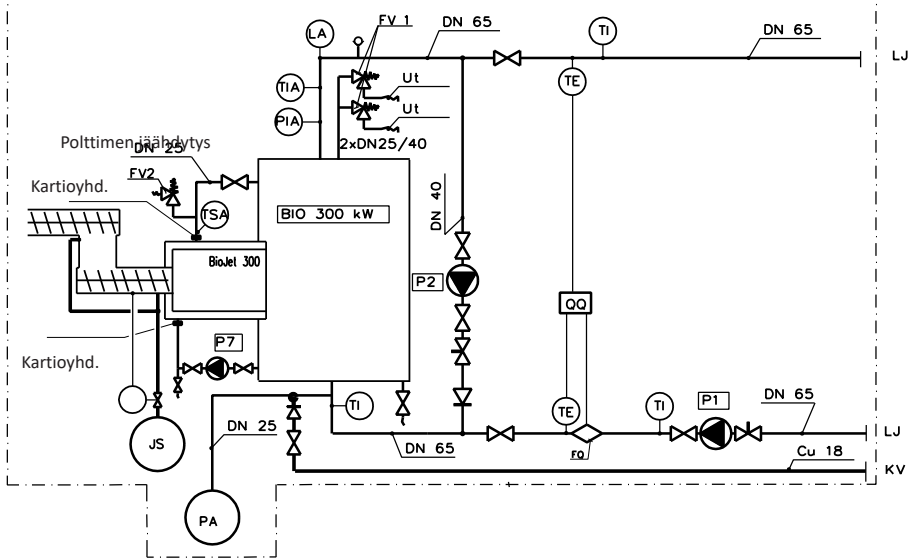 LA
FV 1
DN 65
TI
DN 65
LJ
TE
TIA
Ut
PIA
Ut
2xDN25/40
Polttimen jäähdytys
DN 25
FV2
Kartioyhd.
TSA
BIO 300 kW
DN 40
BioJet 300
P2
QQ
P7
Kartioyhd.
TI
TE
TI
P1
DN 65
LJ
JS
DN 25
DN 65
FQ
Cu 18
KV
PA